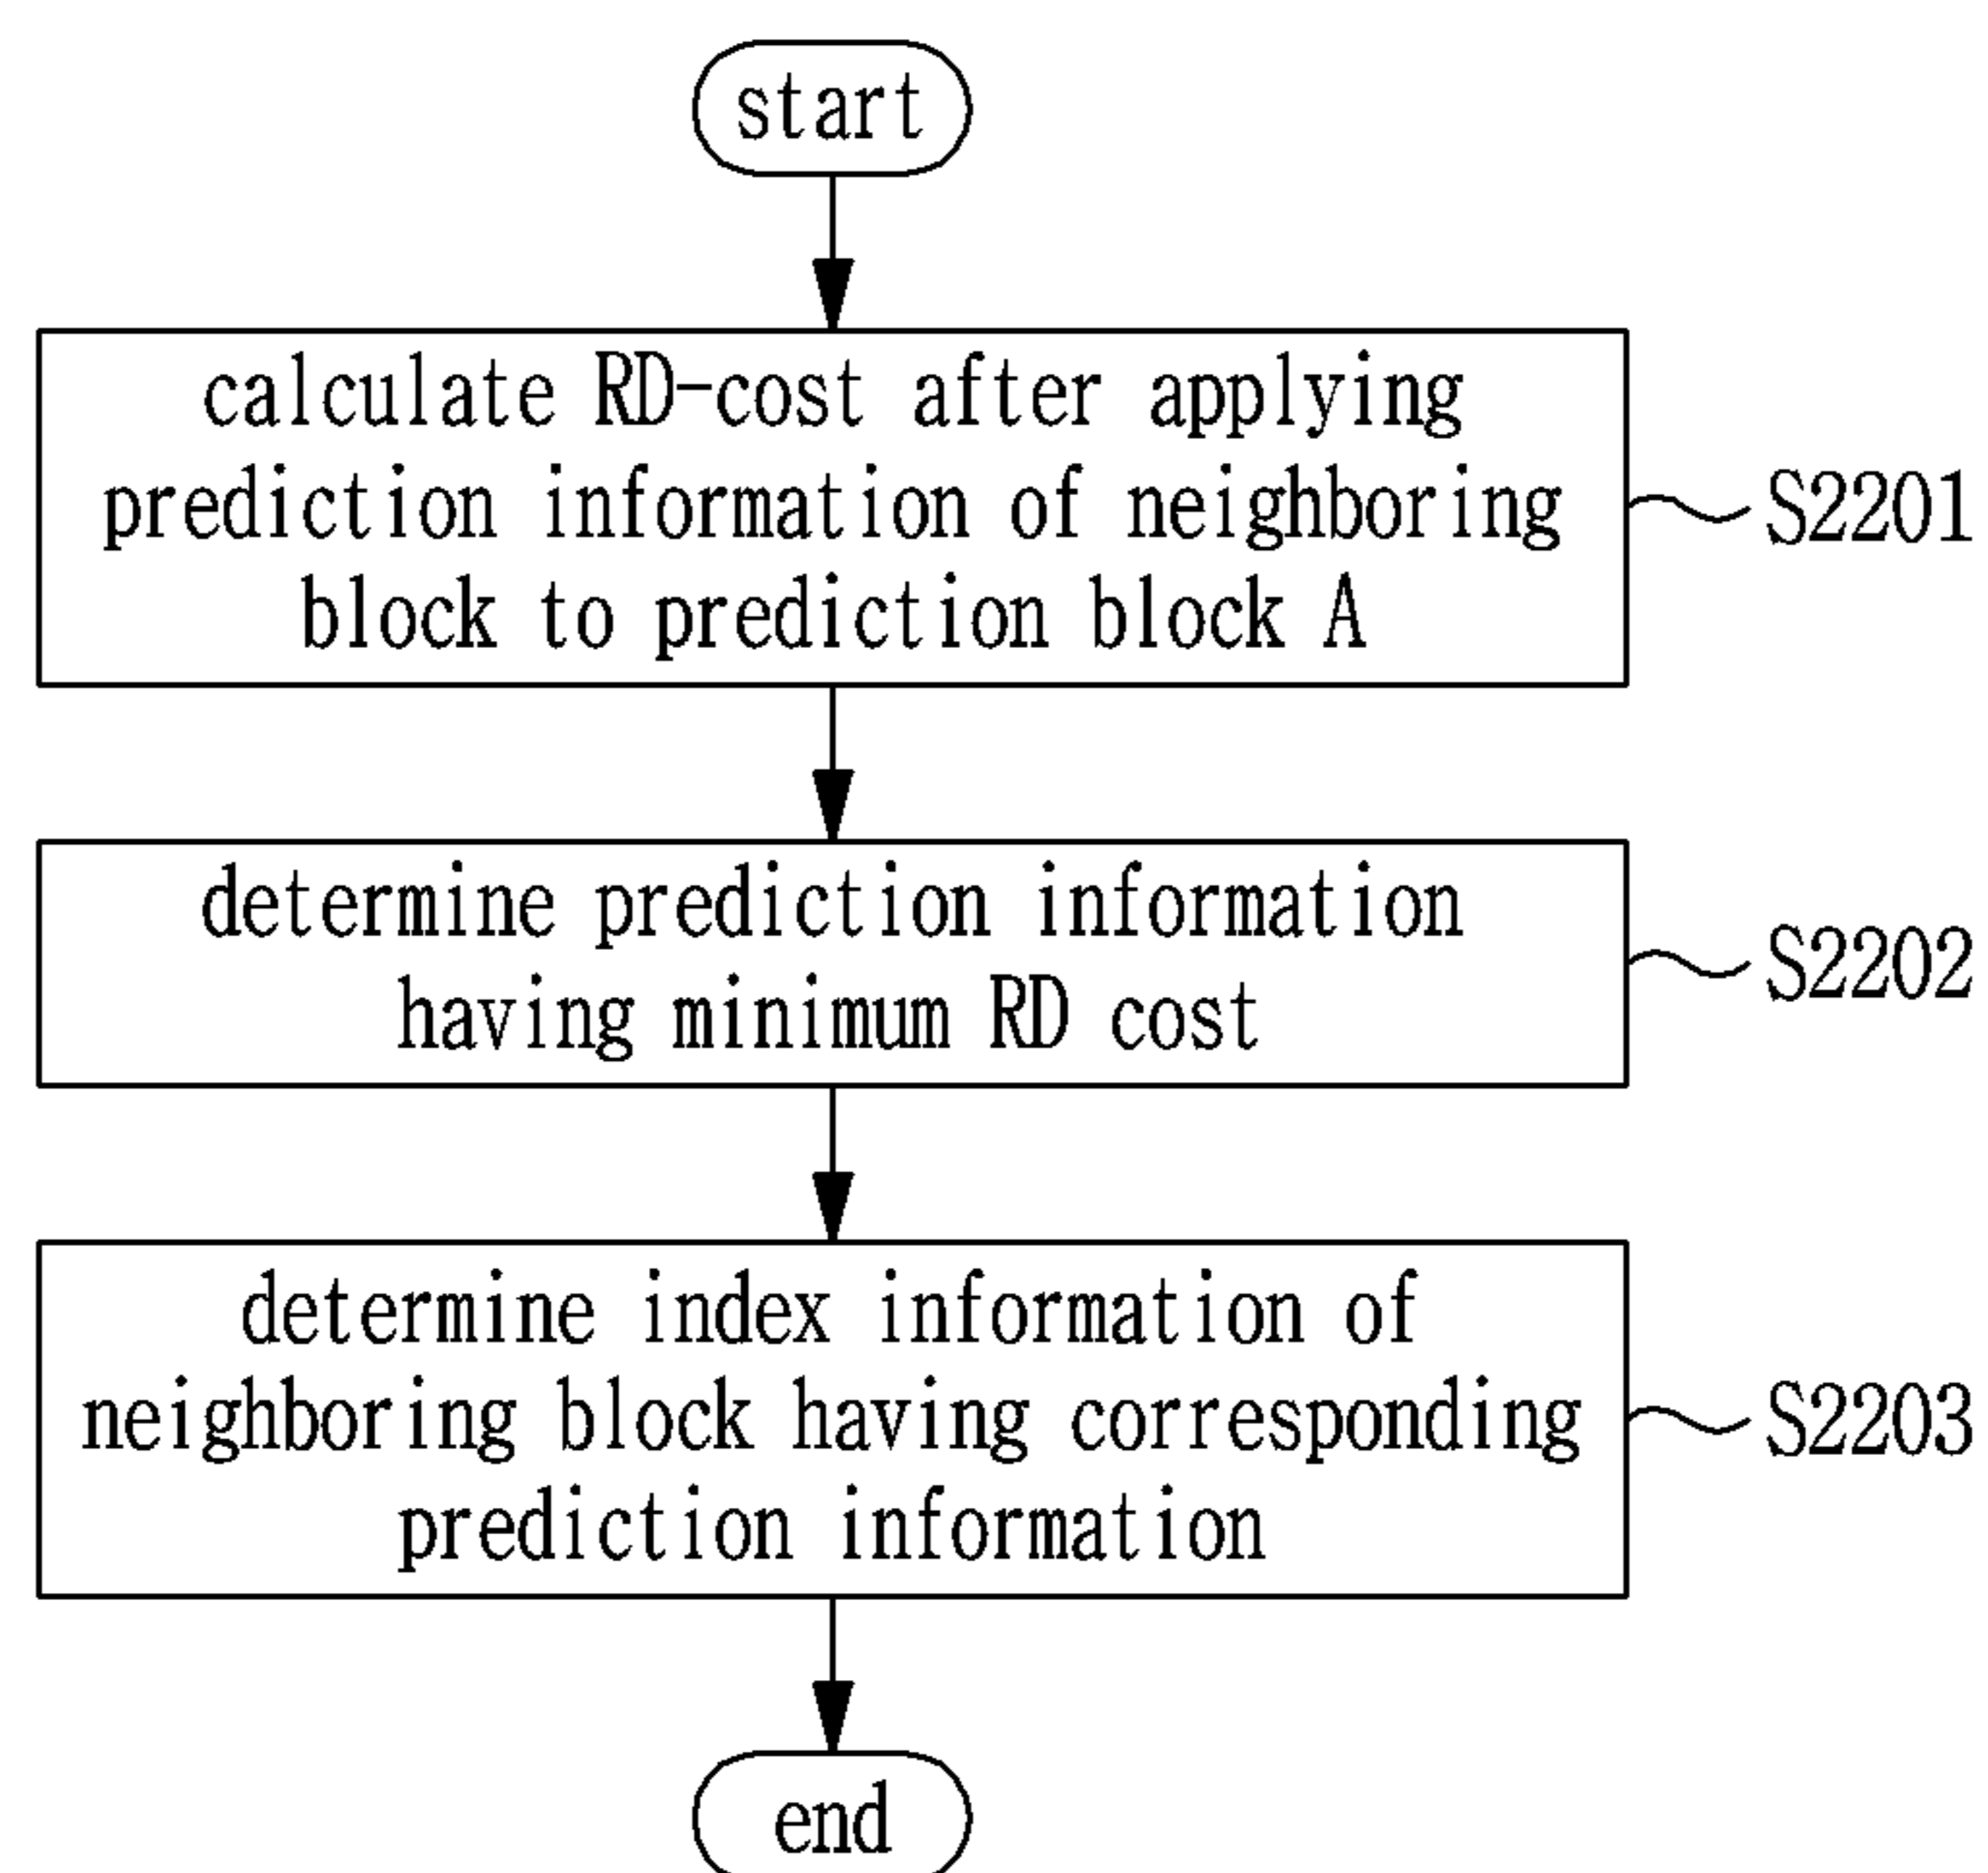 start
calculate RD-cost after applying
prediction information of neighboring
block to prediction block A
S2201
determine prediction information
having minimum RD cost
S2202
determine index information of
neighboring block having corresponding
prediction information
S2203
end